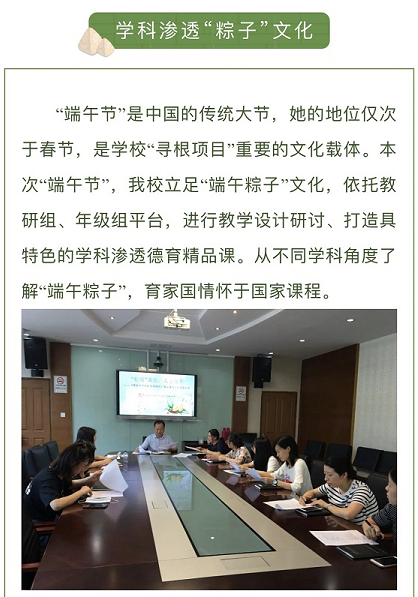 学科渗透“粽子”文化
“端午节”是中国的传统大节，她的地位仅次
于春节，是学校“寻根项目”重要的文化载体。本
次“端午节”，我校立足“端午粽子”文化，依托教
研组、年级组平台，进行教学设计研讨、打造具
特色的学科渗透德育精品课。从不同学科角度了
解“端午粽子”，育家国情怀于国家课程。